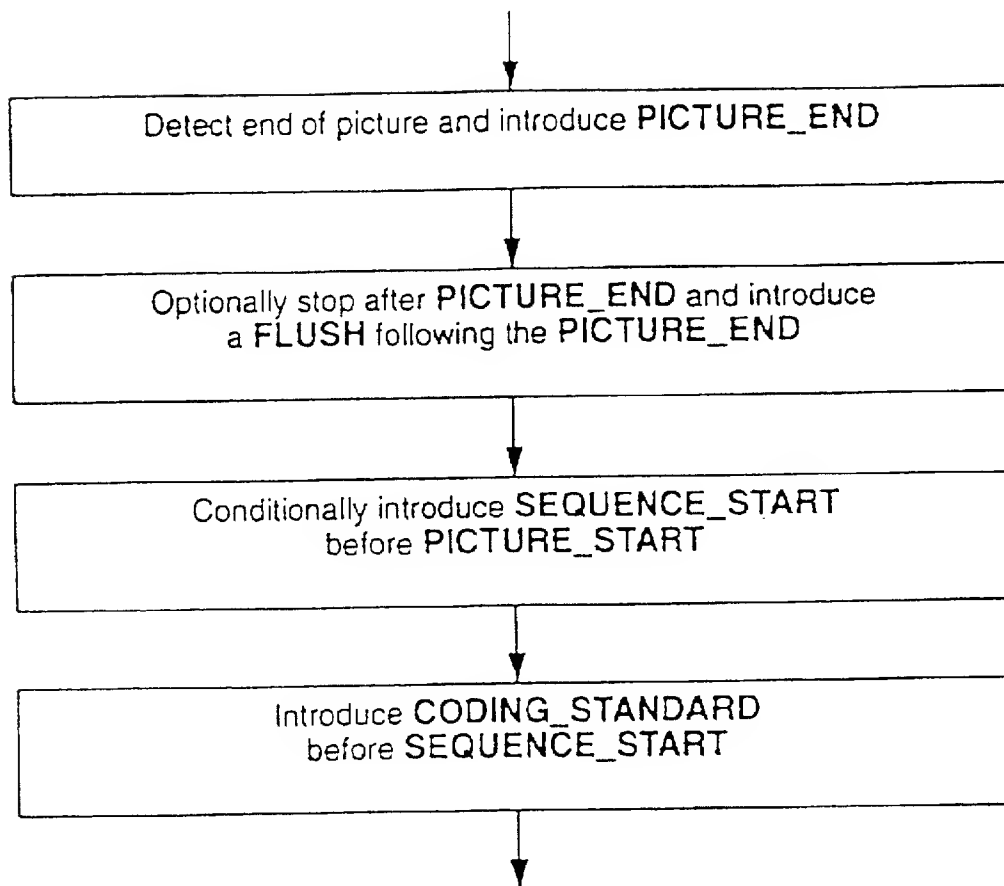 Detect end of picture and introduce PICTURE_END
Optionally stop after PICTURE_END and introduce
a FLUSH following the PICTURE_END
Conditionally introduce SEQUENCE_START
before PICTURE_START
Introduce CODING_STANDARD
before SEQUENCE_START